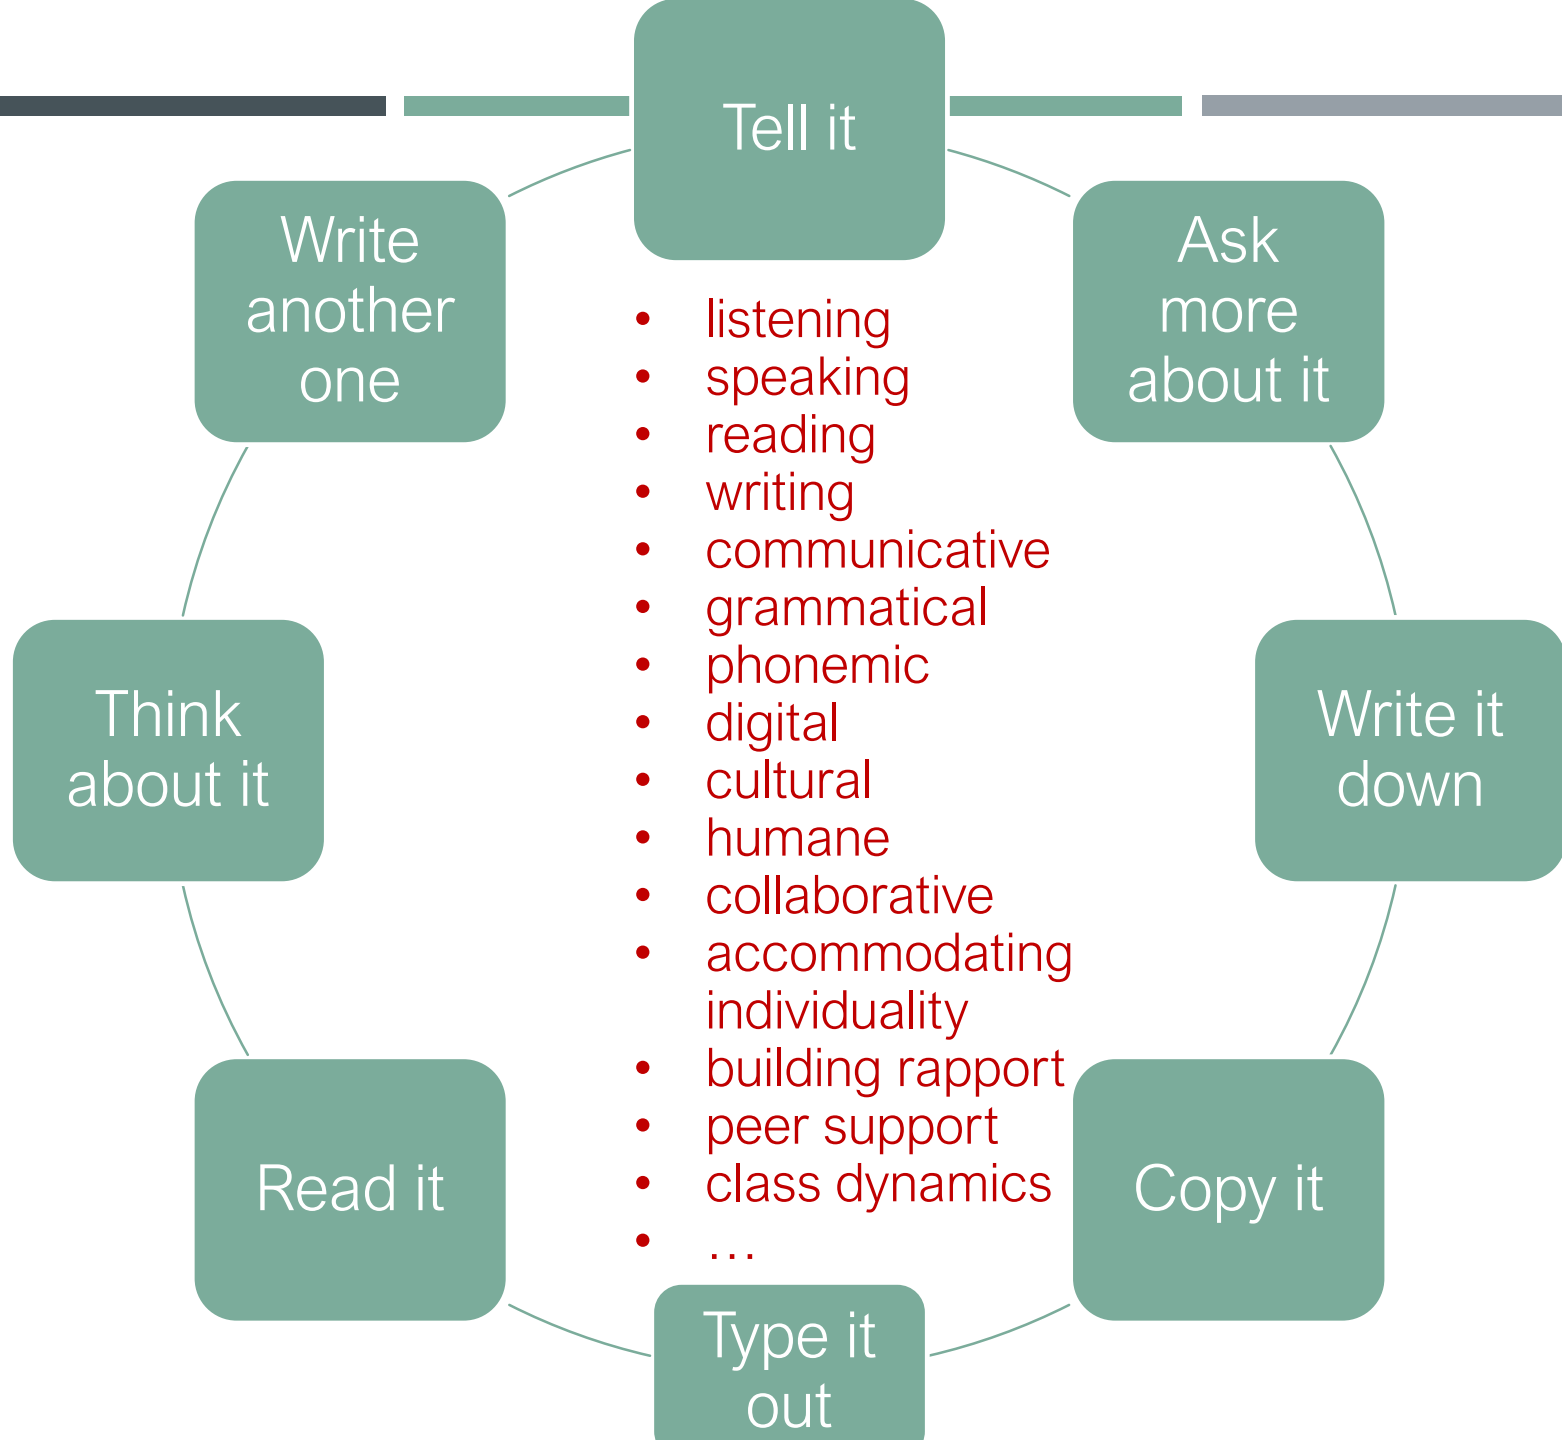 Tell it
Ask
more
about it
Write it
down
Copy it
Type it
out
Read it
Think
about it
Write
another
one
• listening
• speaking
• reading
• writing
• communicative
• grammatical
• phonemic
• digital
• cultural
• humane
• collaborative
• accommodating
individuality
• building rapport
• peer support
• class dynamics
• …